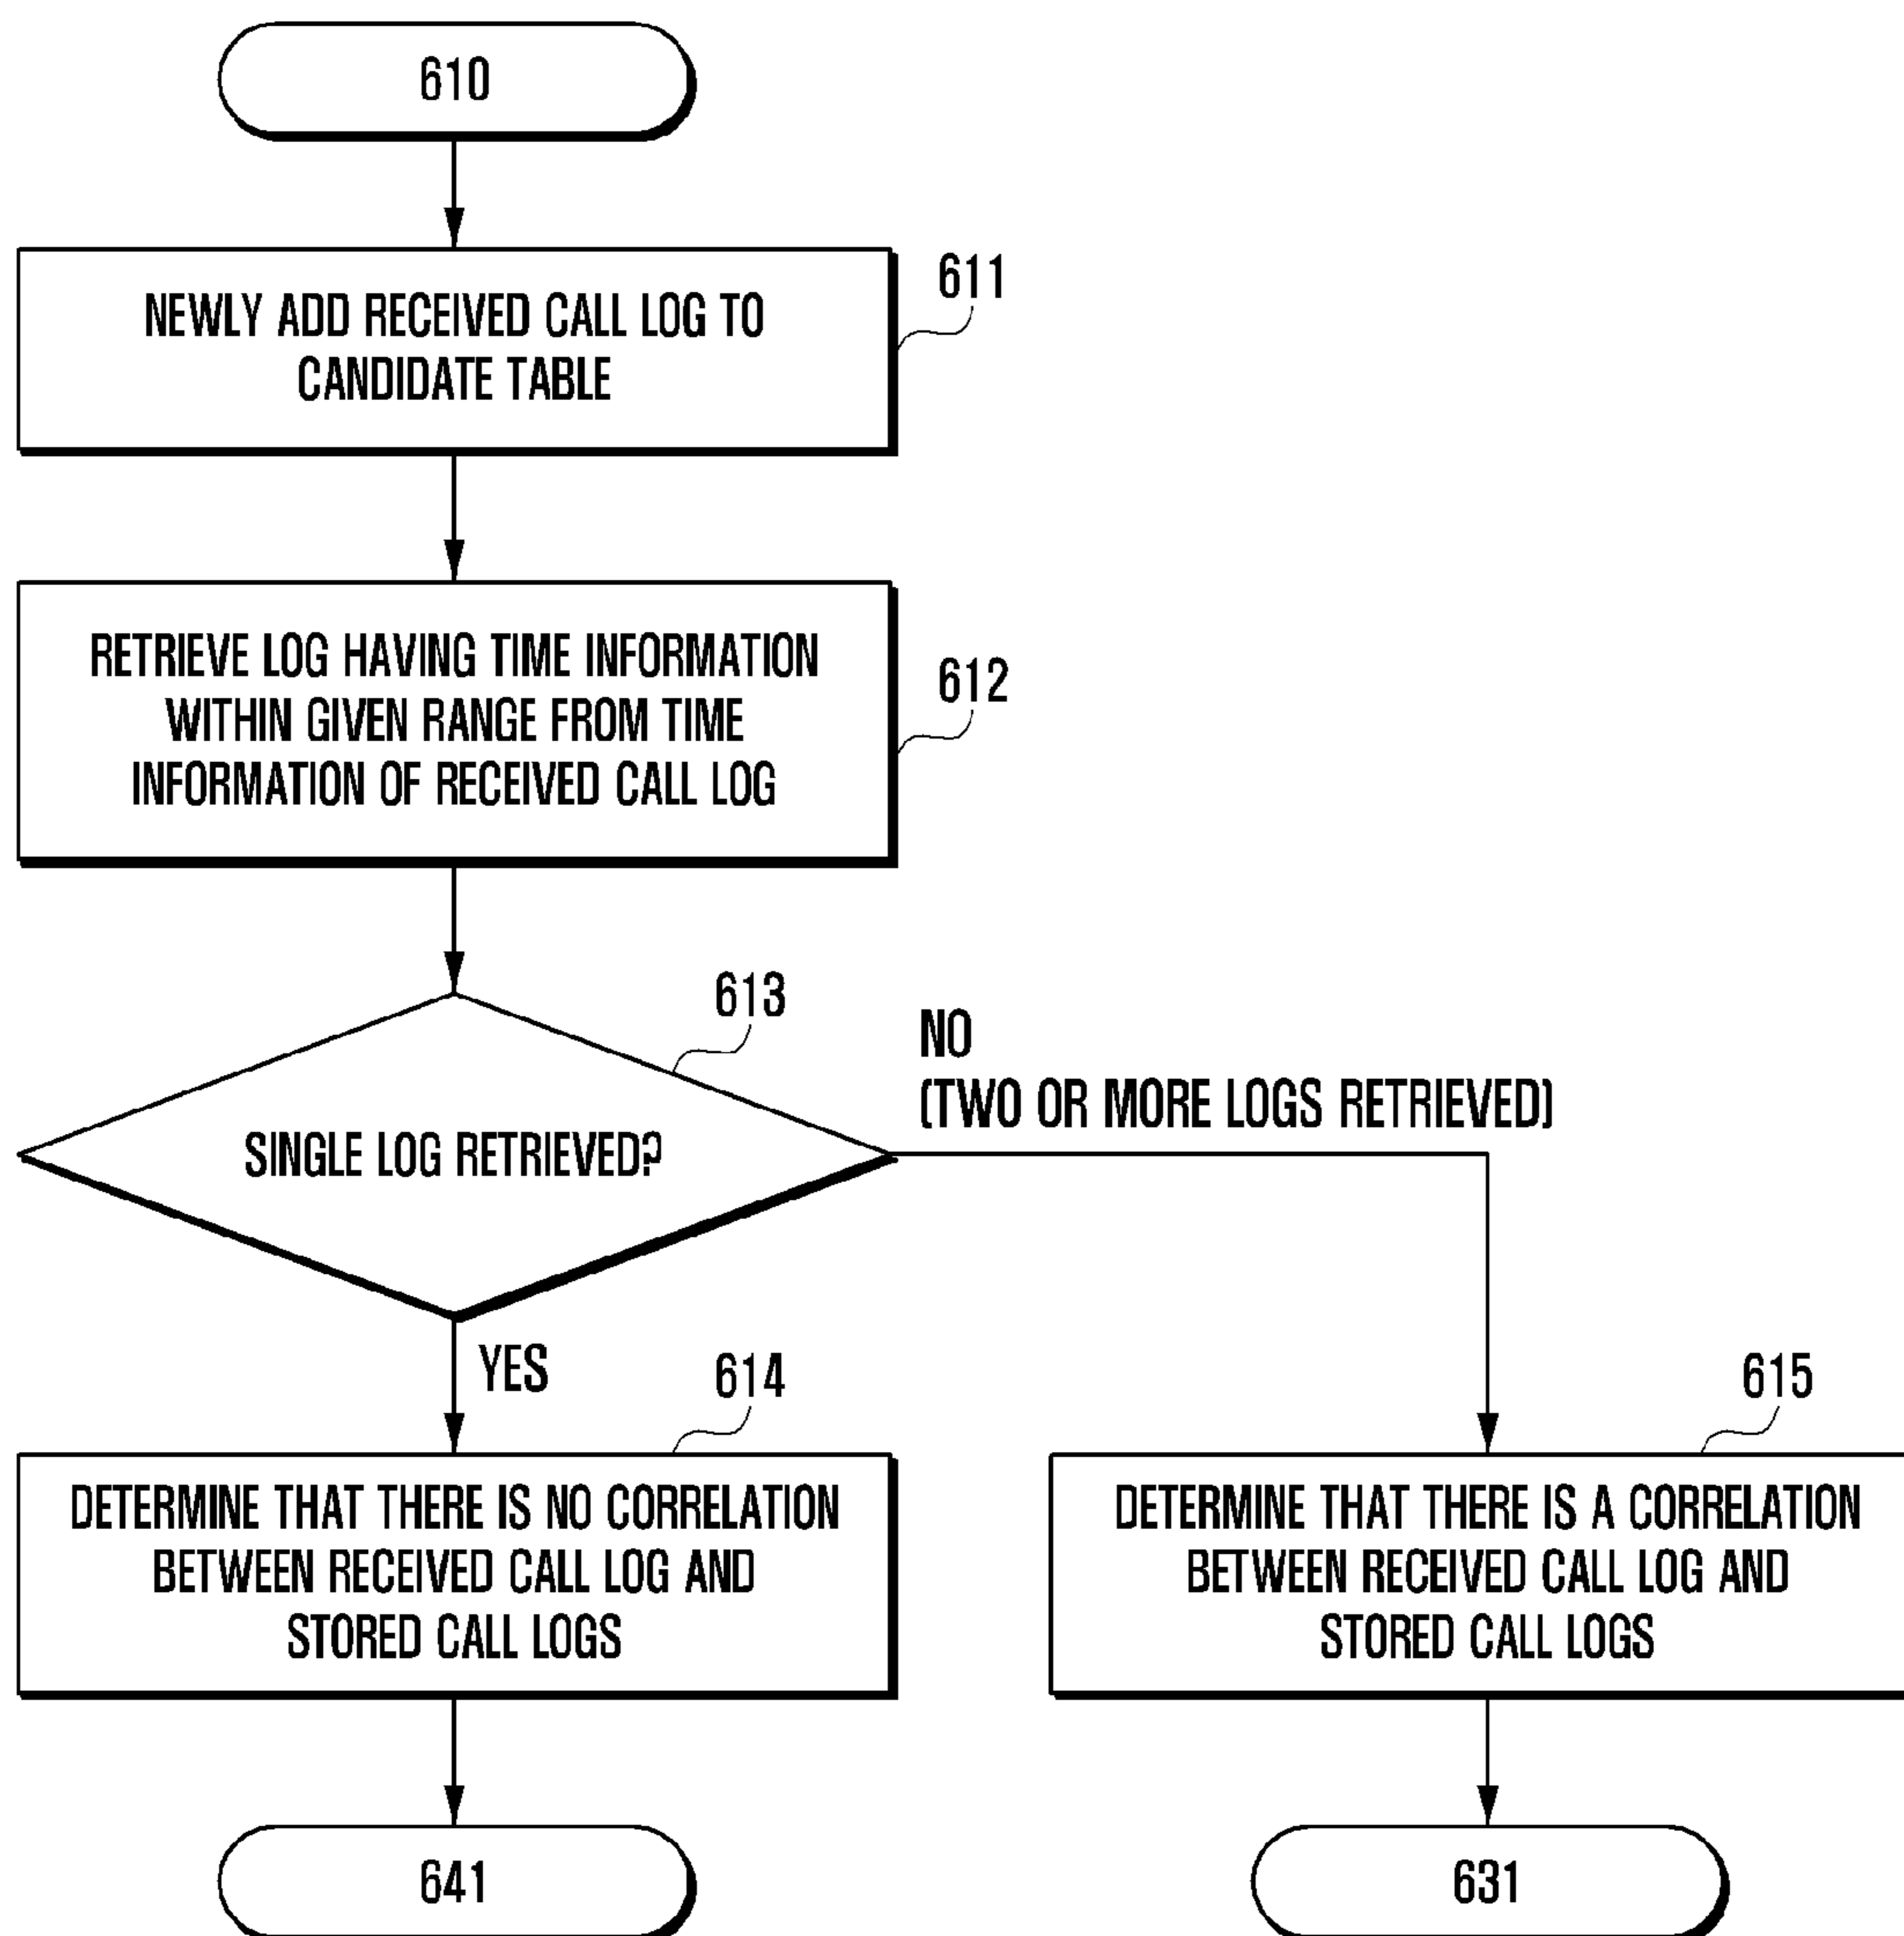 610
611
NEWLY ADD RECEIVED CALL LOG TO
CANDIDATE TABLE
612
RETRIEVE LOG HAVING TIME INFORMATION
WITHIN GIVEN RANGE FROM TIME
INFORMATION OF RECEIVED CALL LOG
613
NO
(TWO OR MORE LOGS RETRIEVED)
SINGLE LOG RETRIEVED?
YES
614
615
DETERMINE THAT THERE IS NO CORRELATION
BETWEEN RECEIVED CALL LOG AND
STORED CALL LOGS
DETERMINE THAT THERE IS A CORRELATION
BETWEEN RECEIVED CALL LOG AND
STORED CALL LOGS
641
631